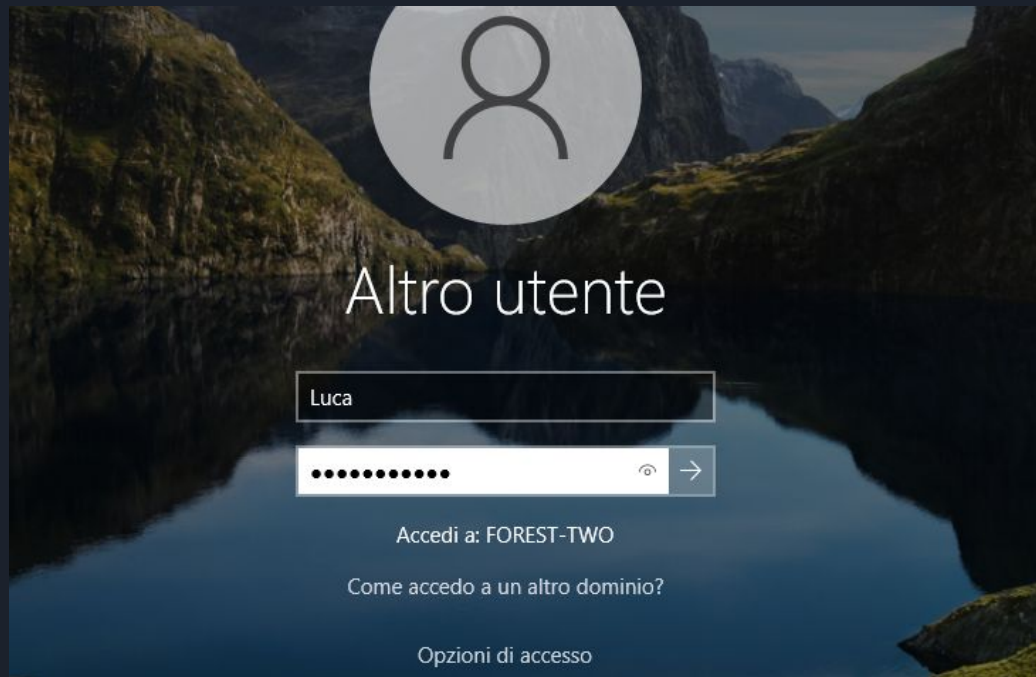 Altro utente
Luca
●●●●●●●●●●●
Accedi a: FOREST-TWO
Come accedo a un altro dominio?
Opzioni di accesso